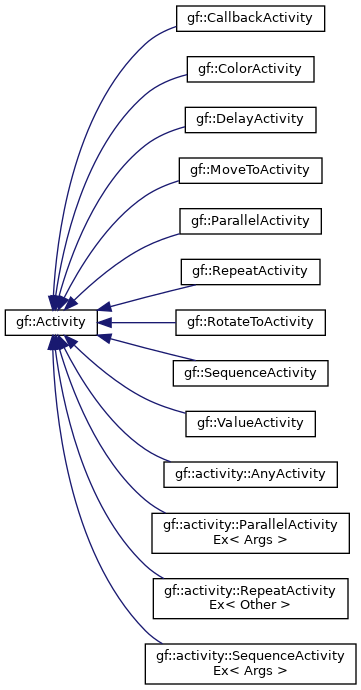 gf::CallbackActivity
gf::ColorActivity
gf::DelayActivity
gf::MoveToActivity
gf::ParallelActivity
gf::RepeatActivity
gf::Activity
gf::RotateToActivity
gf::SequenceActivity
gf::ValueActivity
gf::activity::AnyActivity
gf::activity::ParallelActivity
Ex< Args >
gf::activity::RepeatActivity
Ex< Other >
gf::activity::SequenceActivity
Ex< Args >